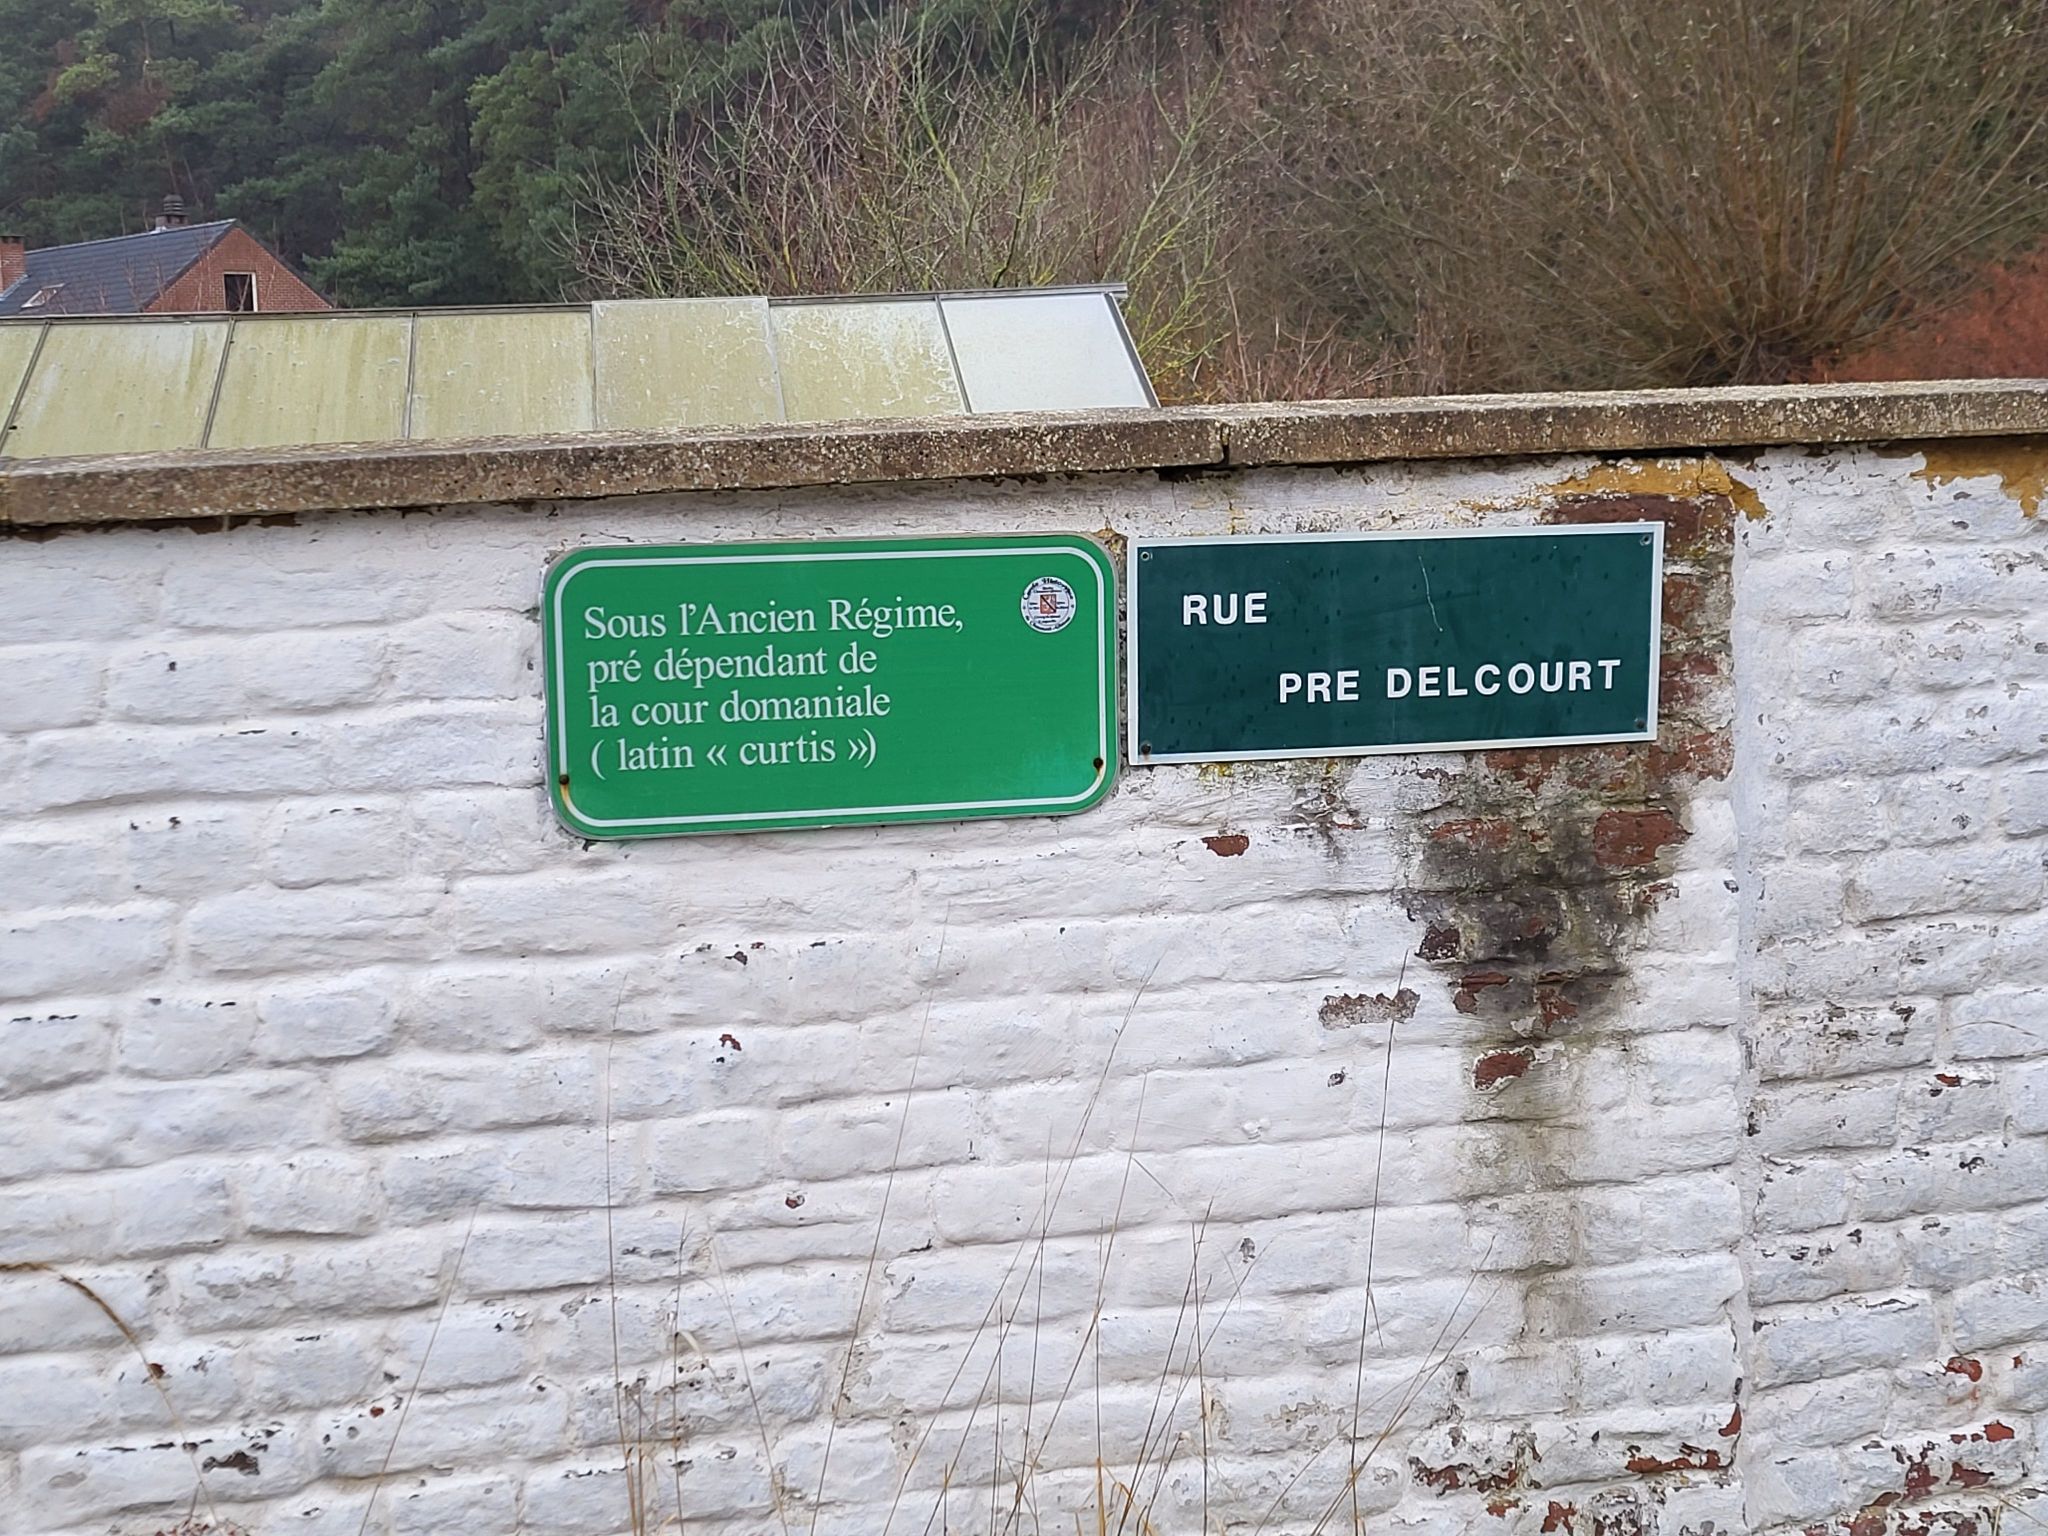 Sous l'Ancien Régime,
pré dépendant de
la cour domaniale
( latin « curtis »)
RUE
PRE DELCOURT